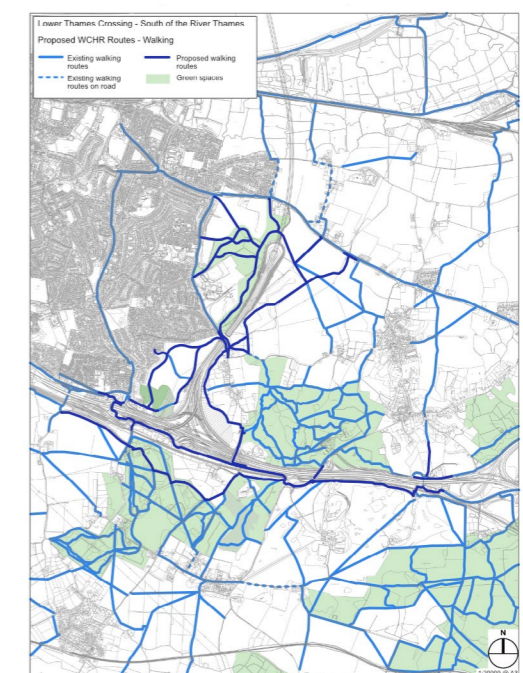 Lower Thames Crossing - South of the River Thames
Proposed WCHR Routes - Walking
Existing walking
routes
Proposed walking
routes
Existing walking
routes on road
Green spaces
N